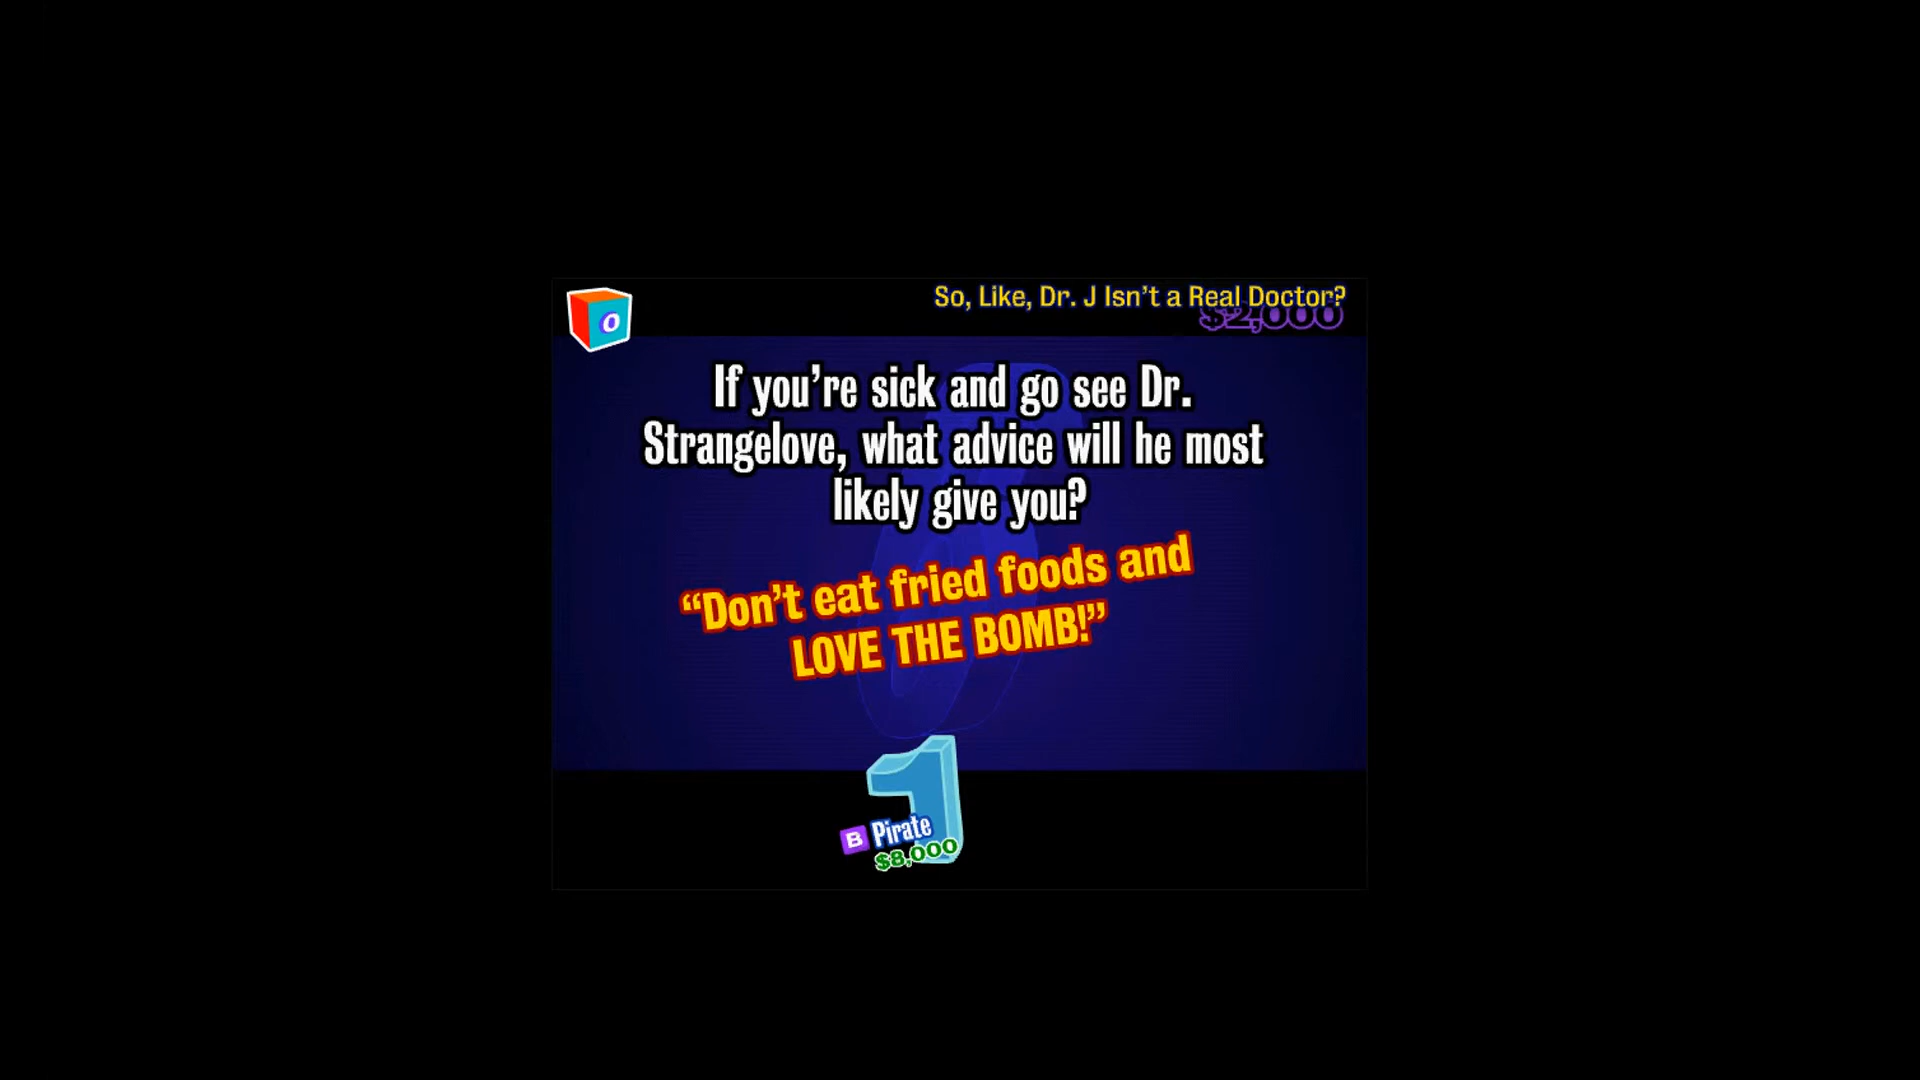 So, Like, Dr. J Isn't a Real Doctor?
$2,000
0
If you're sick and go see Dr.
Strangelove, what advice will he most
likely give you?
“Don't eat fried foods and
LOVE THE BOMB!”
1
B Pirate
$8,000